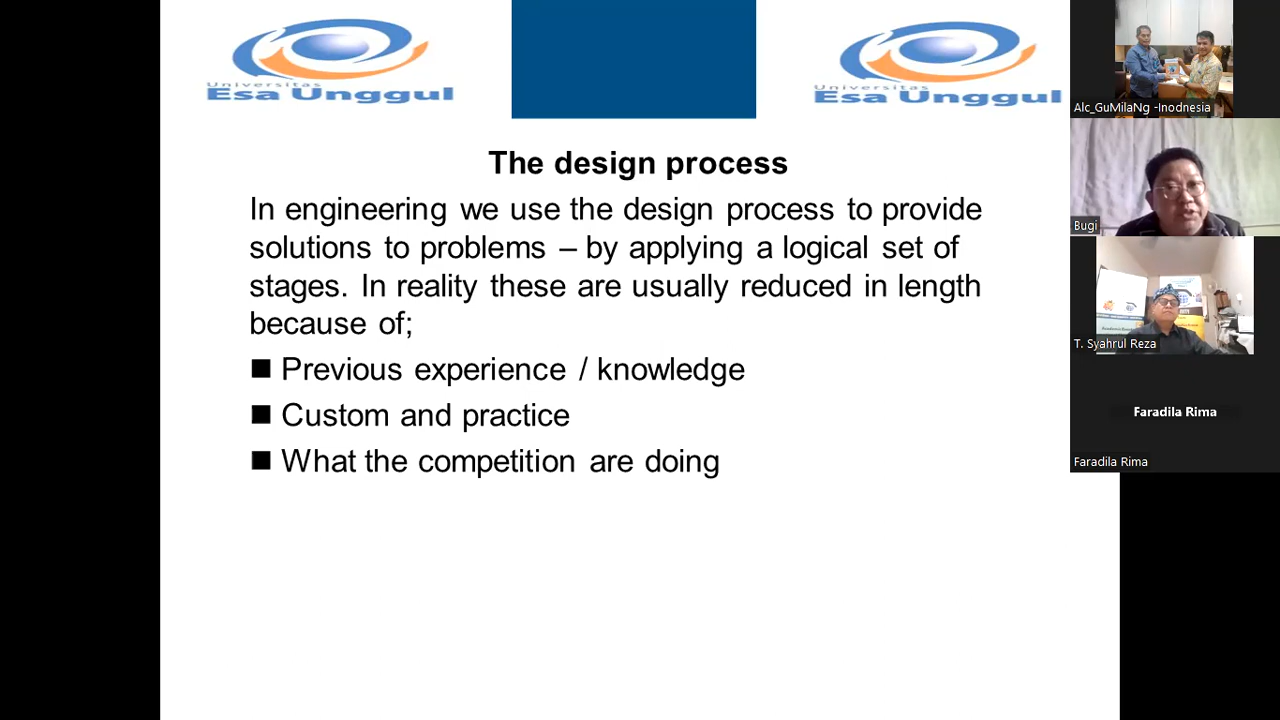 Universitas
Esa Unggul
Universitas
Esa Unggul
The design process
In engineering we use the design process to provide
solutions to problems – by applying a logical set of
stages. In reality these are usually reduced in length
because of;
Previous experience / knowledge
Custom and practice
What the competition are doing
Alc_GuMilaNg -Inodnesia
Bugi
T. Syahrul Reza
Faradila Rima
Faradila Rima